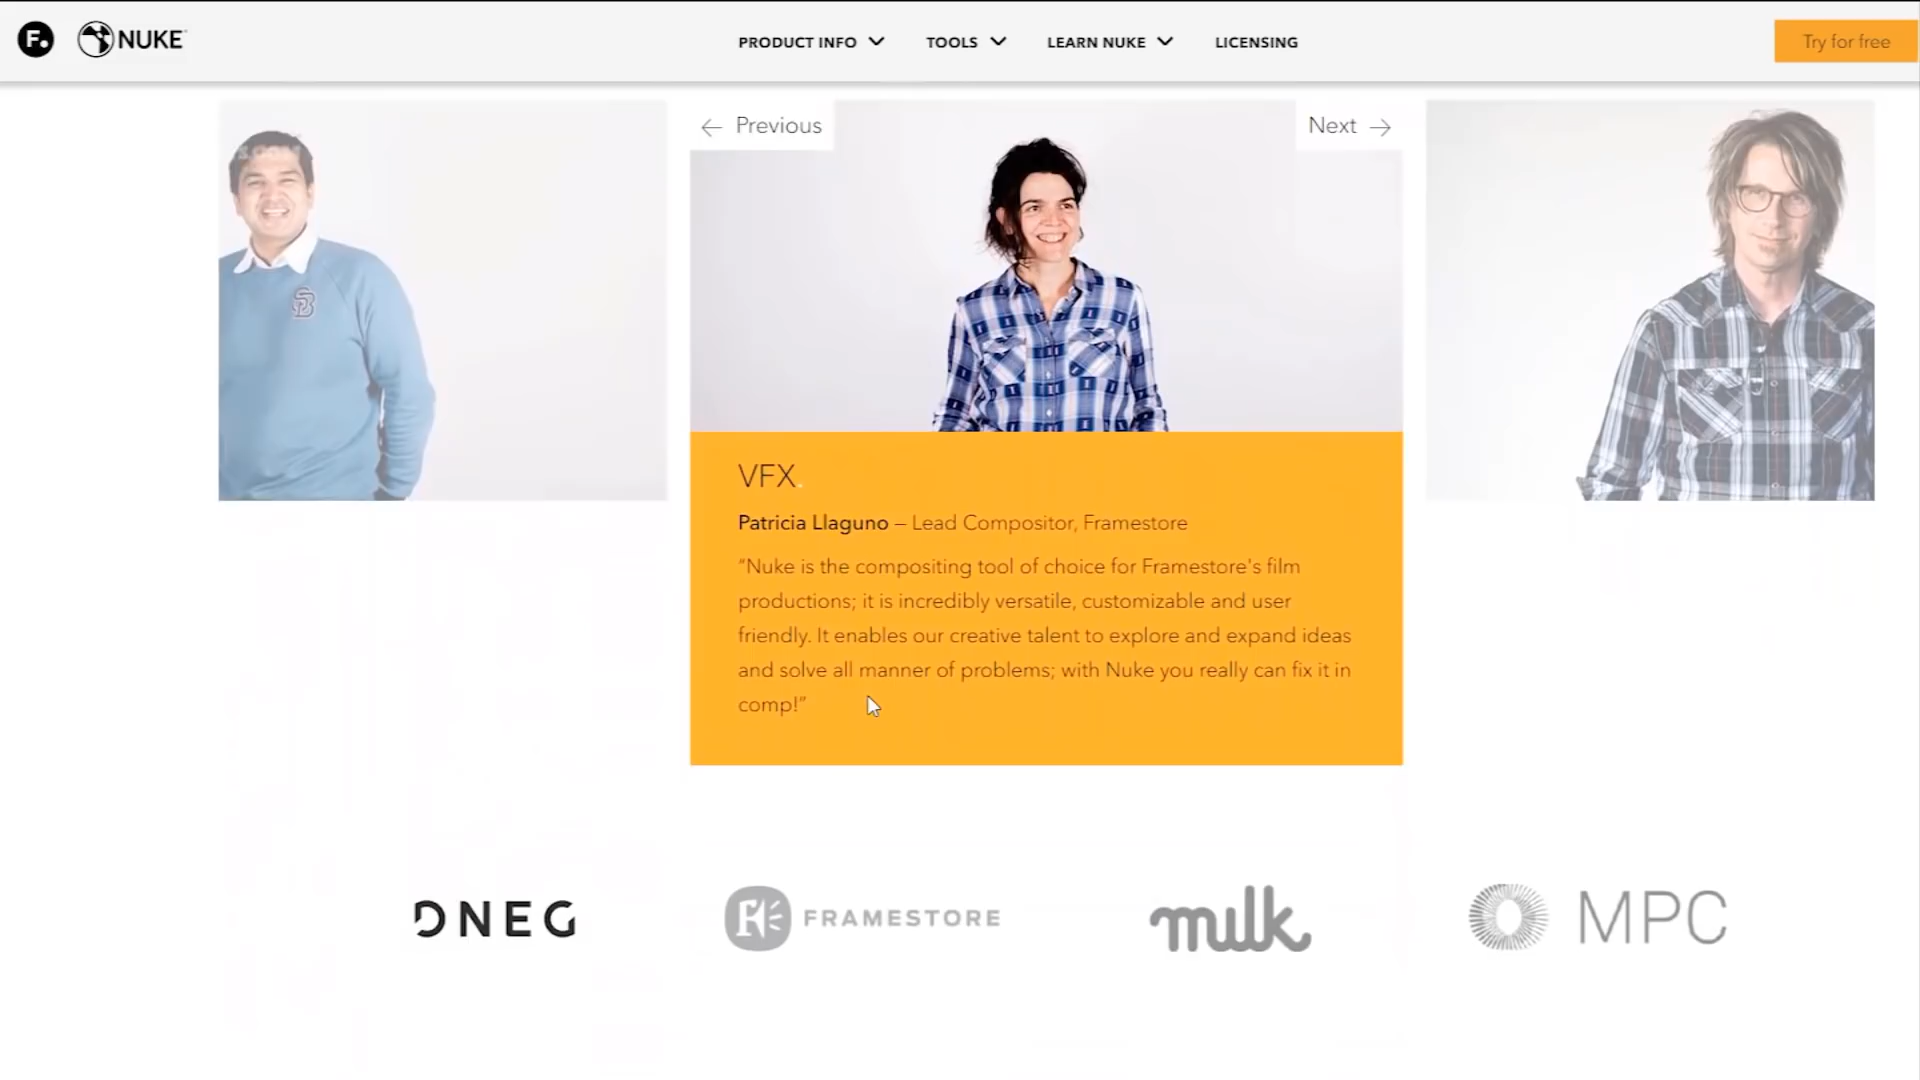 F.
NUKE
PRODUCT INFO
TOOLS
LEARN NUKE
LICENSING
Try for free
← Previous
Next →
SB
VFX.
Patricia Llaguno – Lead Compositor, Framestore
“Nuke is the compositing tool of choice for Framestore's film
productions; it is incredibly versatile, customizable and user
friendly. It enables our creative talent to explore and expand ideas
and solve all manner of problems; with Nuke you really can fix it in
comp!”
DNEG
FRAMESTORE
milk
MPC